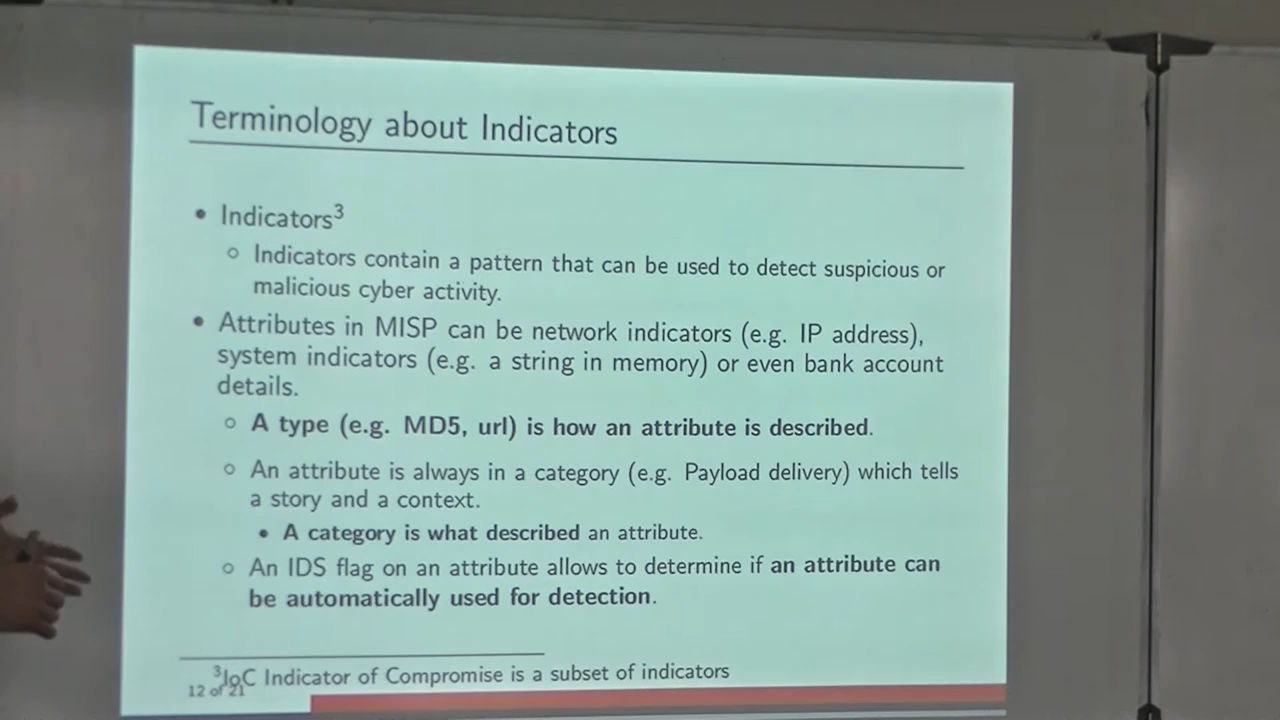 Terminology about Indicators
• Indicators³
○ Indicators contain a pattern that can be used to detect suspicious or
malicious cyber activity.
• Attributes in MISP can be network indicators (e.g. IP address),
system indicators (e.g. a string in memory) or even bank account
details.
○ A type (e.g. MD5, url) is how an attribute is described.
○ An attribute is always in a category (e.g. Payload delivery) which tells
a story and a context.
• A category is what described an attribute.
○ An IDS flag on an attribute allows to determine if an attribute can
be automatically used for detection.
³IoC Indicator of Compromise is a subset of indicators
12 of 21